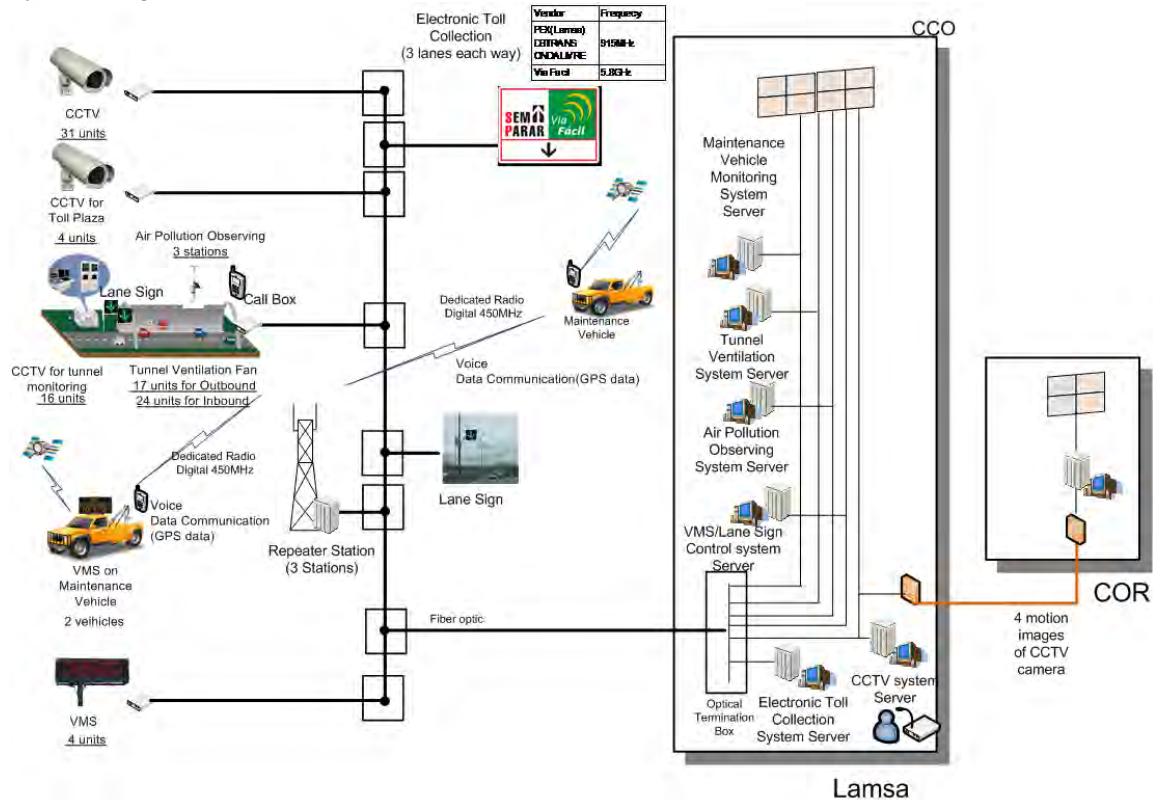 Electronic Toll
Collection
(3 lanes each way)
Vendor Frequecy
PEX(Lamsa)
DBTRANS 915MHz
ONDALIVRE
Via Facil 5.8GHz
CCO
CCTV
31 units
SEM
PARAR
Via
Fácil
CCTV for
Toll Plaza
4 units
Air Pollution Observing
3 stations
Lane Sign
Call Box
CCTV for tunnel
monitoring
16 units
Tunnel Ventilation Fan
17 units for Outbound
24 units for Inbound
Dedicated Radio
Digital 450MHz
Maintenance
Vehicle
Voice
Data Communication(GPS data)
Dedicated Radio
Digital 450MHz
Voice
Data Communication
(GPS data)
VMS on
Maintenance
Vehicle
2 veihicles
Repeater Station
(3 Stations)
Lane Sign
Fiber optic
VMS
4 units
Maintenance
Vehicle
Monitoring
System
Server
Tunnel
Ventilation
System Server
Air Pollution
Observing
System Server
VMS/Lane Sign
Control system
Server
Optical
Termination
Box
Electronic Toll
Collection
System Server
CCTV system
Server
Lamsa
COR
4 motion
images
of CCTV
camera